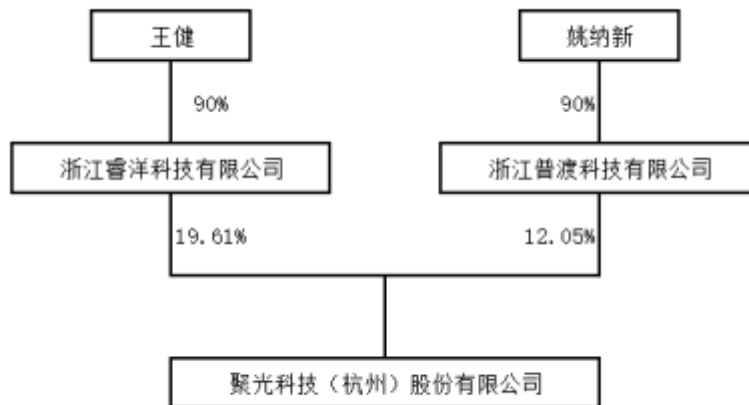 王健
姚纳新
90%
90%
浙江睿洋科技有限公司
浙江普渡科技有限公司
19.61%
12.05%
聚光科技（杭州）股份有限公司